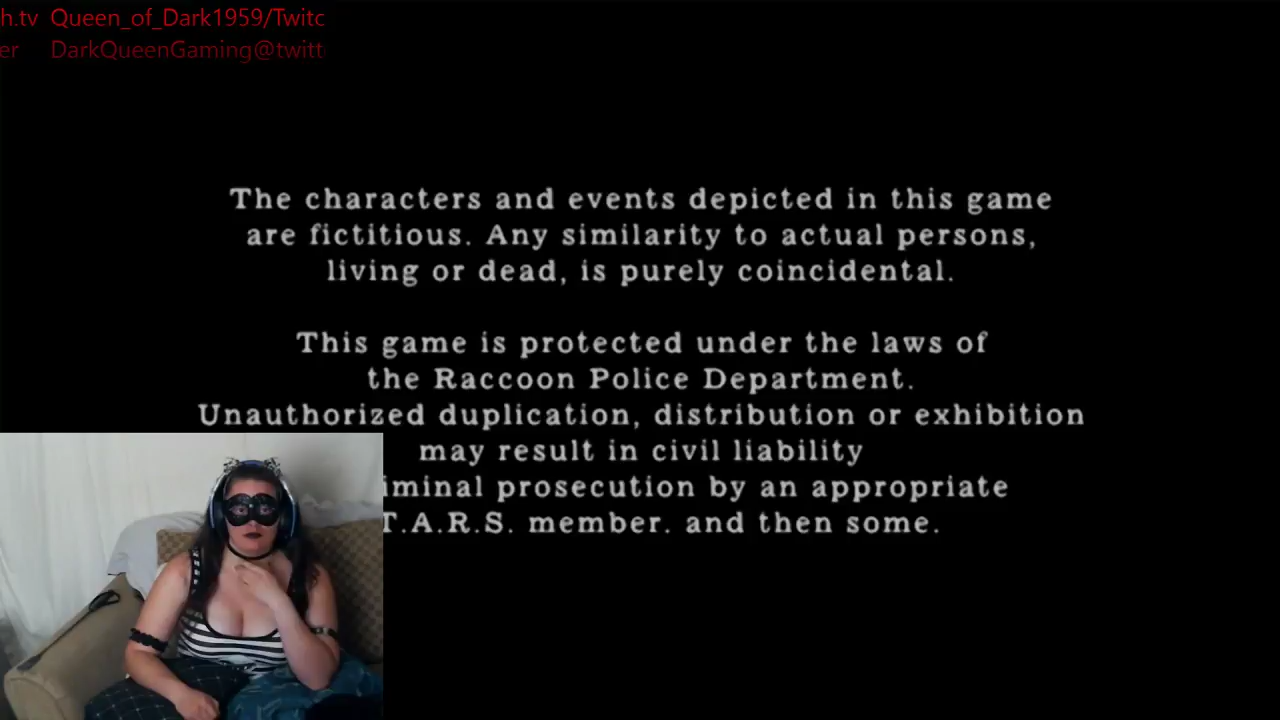 h.tv Queen_of_Dark1959/Twitc
er DarkQueenGaming@twitt
The characters and events depicted in this game
are fictitious. Any similarity to actual persons,
living or dead, is purely coincidental.
This game is protected under the laws of
the Raccoon Police Department.
Unauthorized duplication, distribution or exhibition
may result in civil liability
iminal prosecution by an appropriate
T.A.R.S. member. and then some.